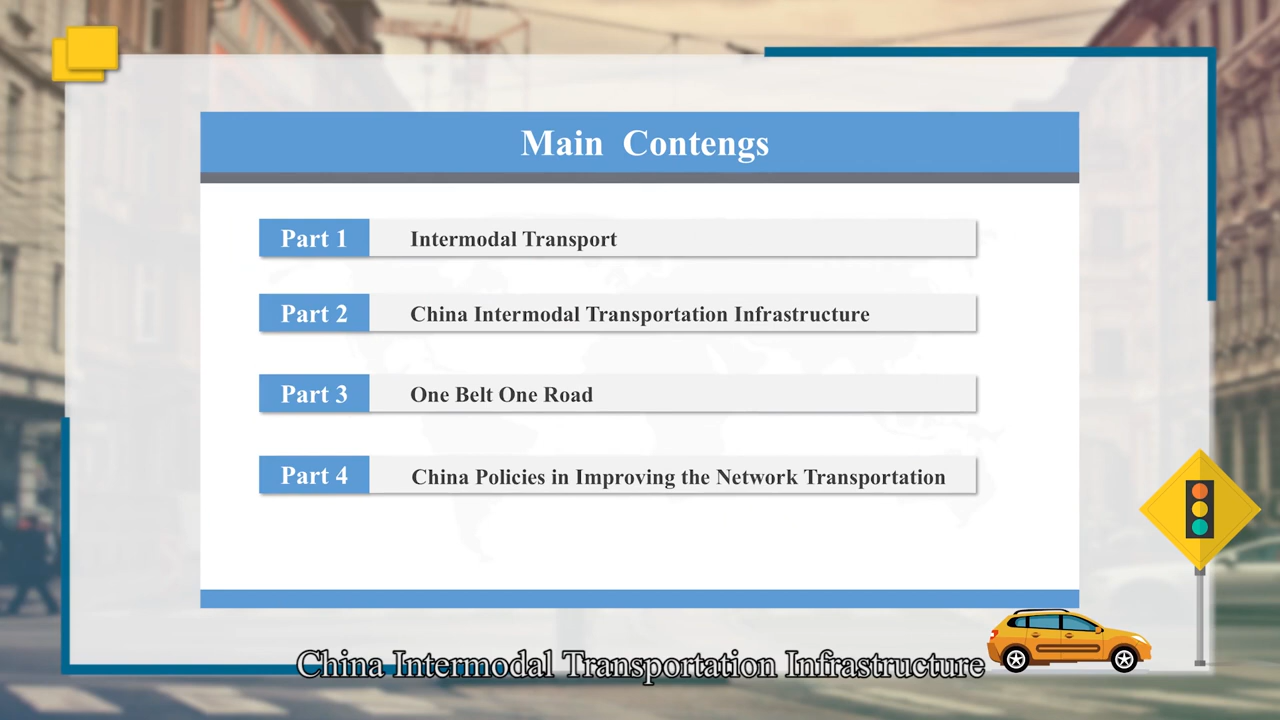 Main Contengs
Part 1 Intermodal Transport
Part 2 China Intermodal Transportation Infrastructure
Part 3 One Belt One Road
Part 4 China Policies in Improving the Network Transportation
China Intermodal Transportation Infrastructure